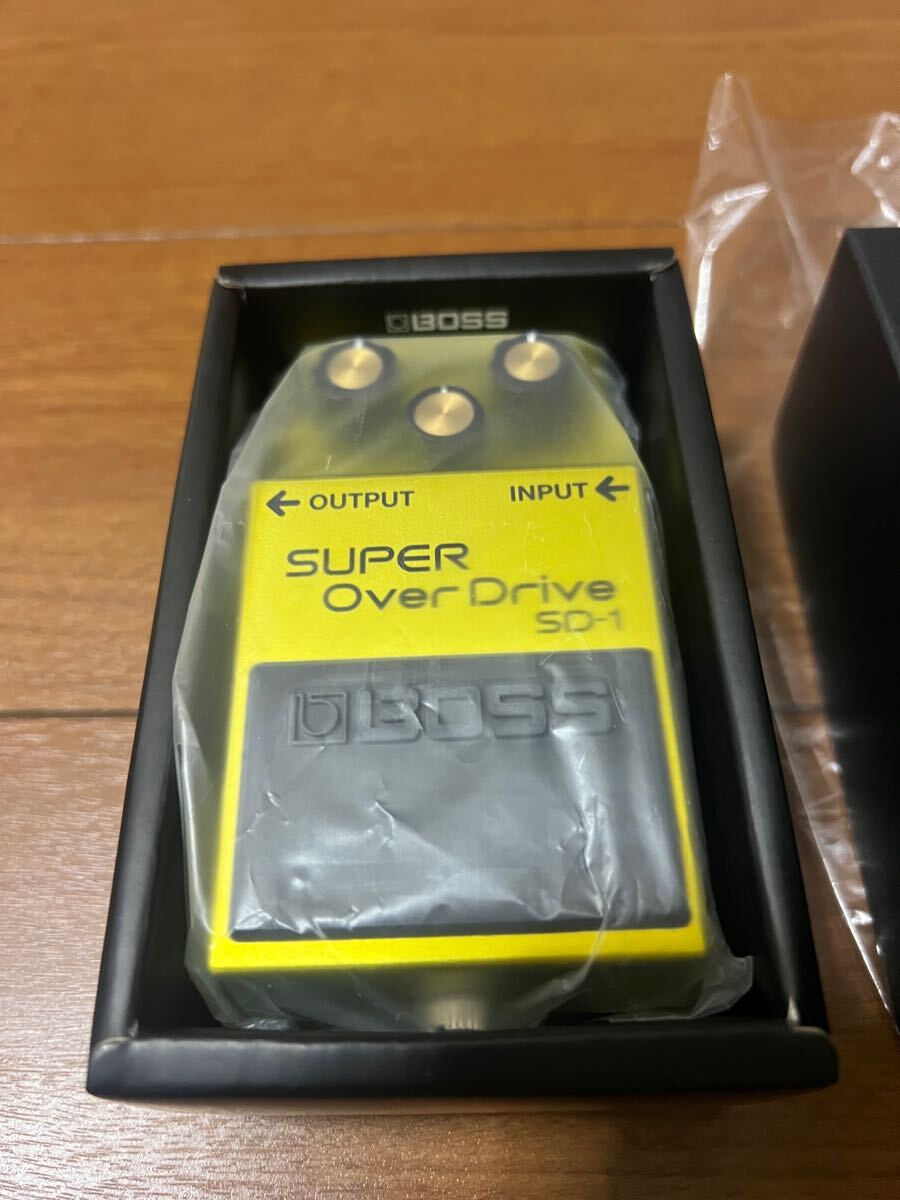 BOSS
← OUTPUT
INPUT ←
SUPER
Over Drive
SD-1
BOSS